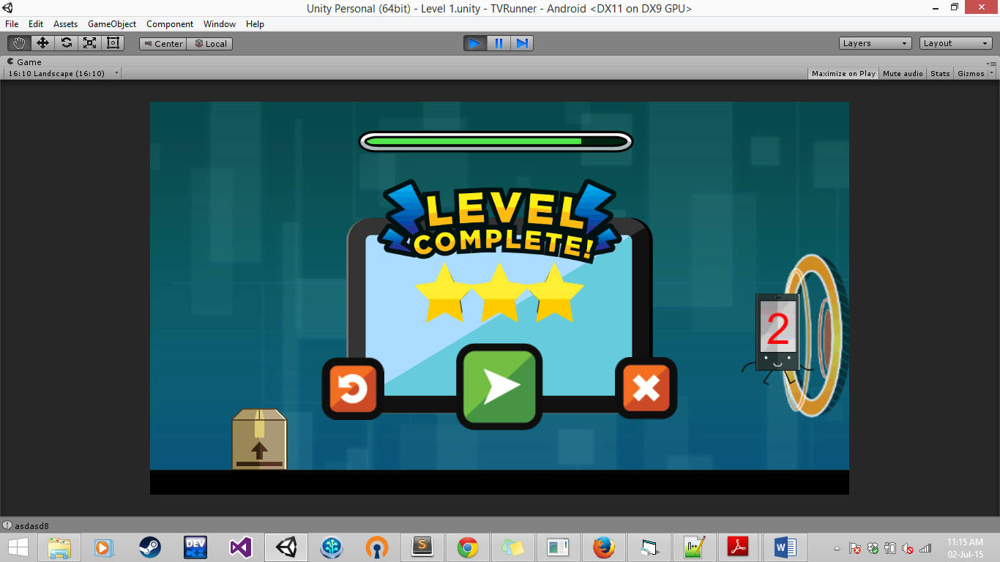 Unity Personal (64bit) - Level 1.unity - TVRunner - Android <DX11 on DX9 GPU>
File Edit Assets GameObject Component Window Help
Center Local Layers Layout
Game
16:10 Landscape (16:10) Maximize on Play Mute audio Stats Gizmos
LEVEL
COMPLETE!
2
asdasd8
DEV
C++
S
N++
W
11:15 AM
02-Jul-15